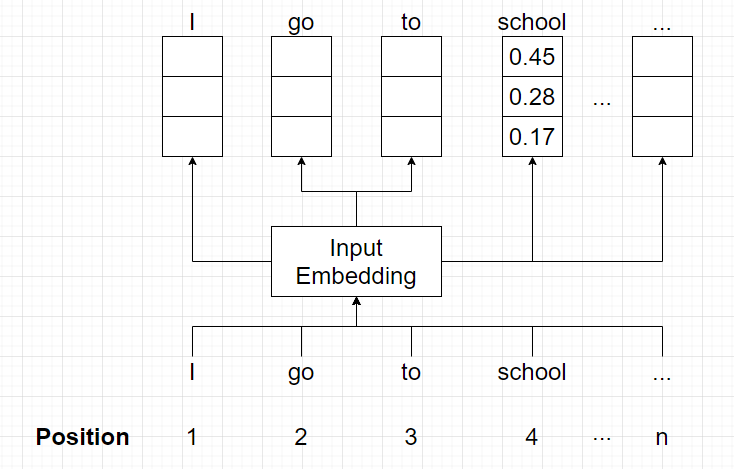 I go to school ...
0.45
0.28 ...
0.17
Input
Embedding
I go to school ...
Position 1 2 3 4 ... n